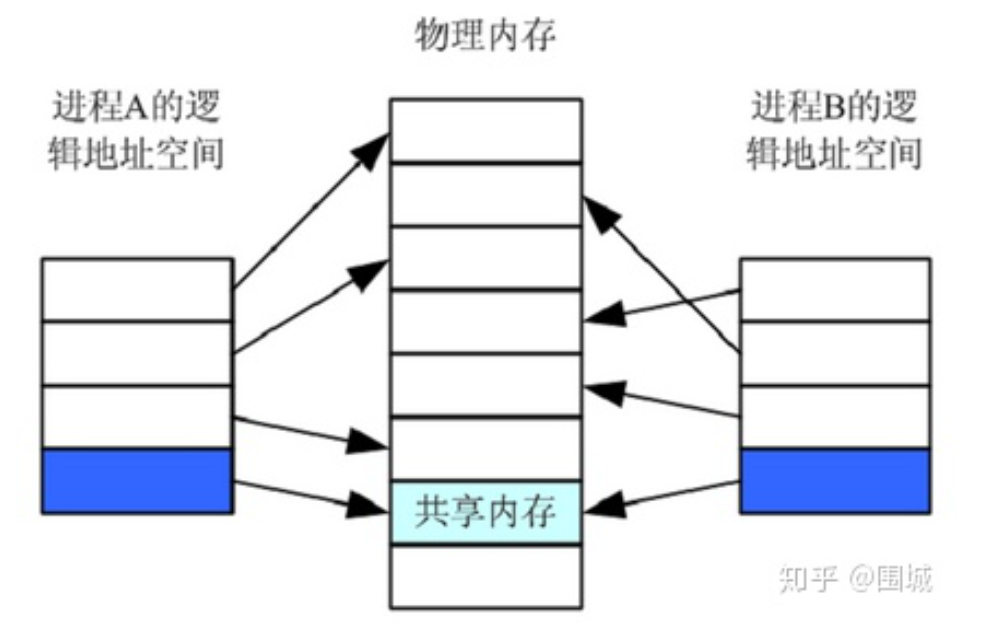 物理内存
进程A的逻
辑地址空间
进程B的逻
辑地址空间
共享内存
知乎 @围城